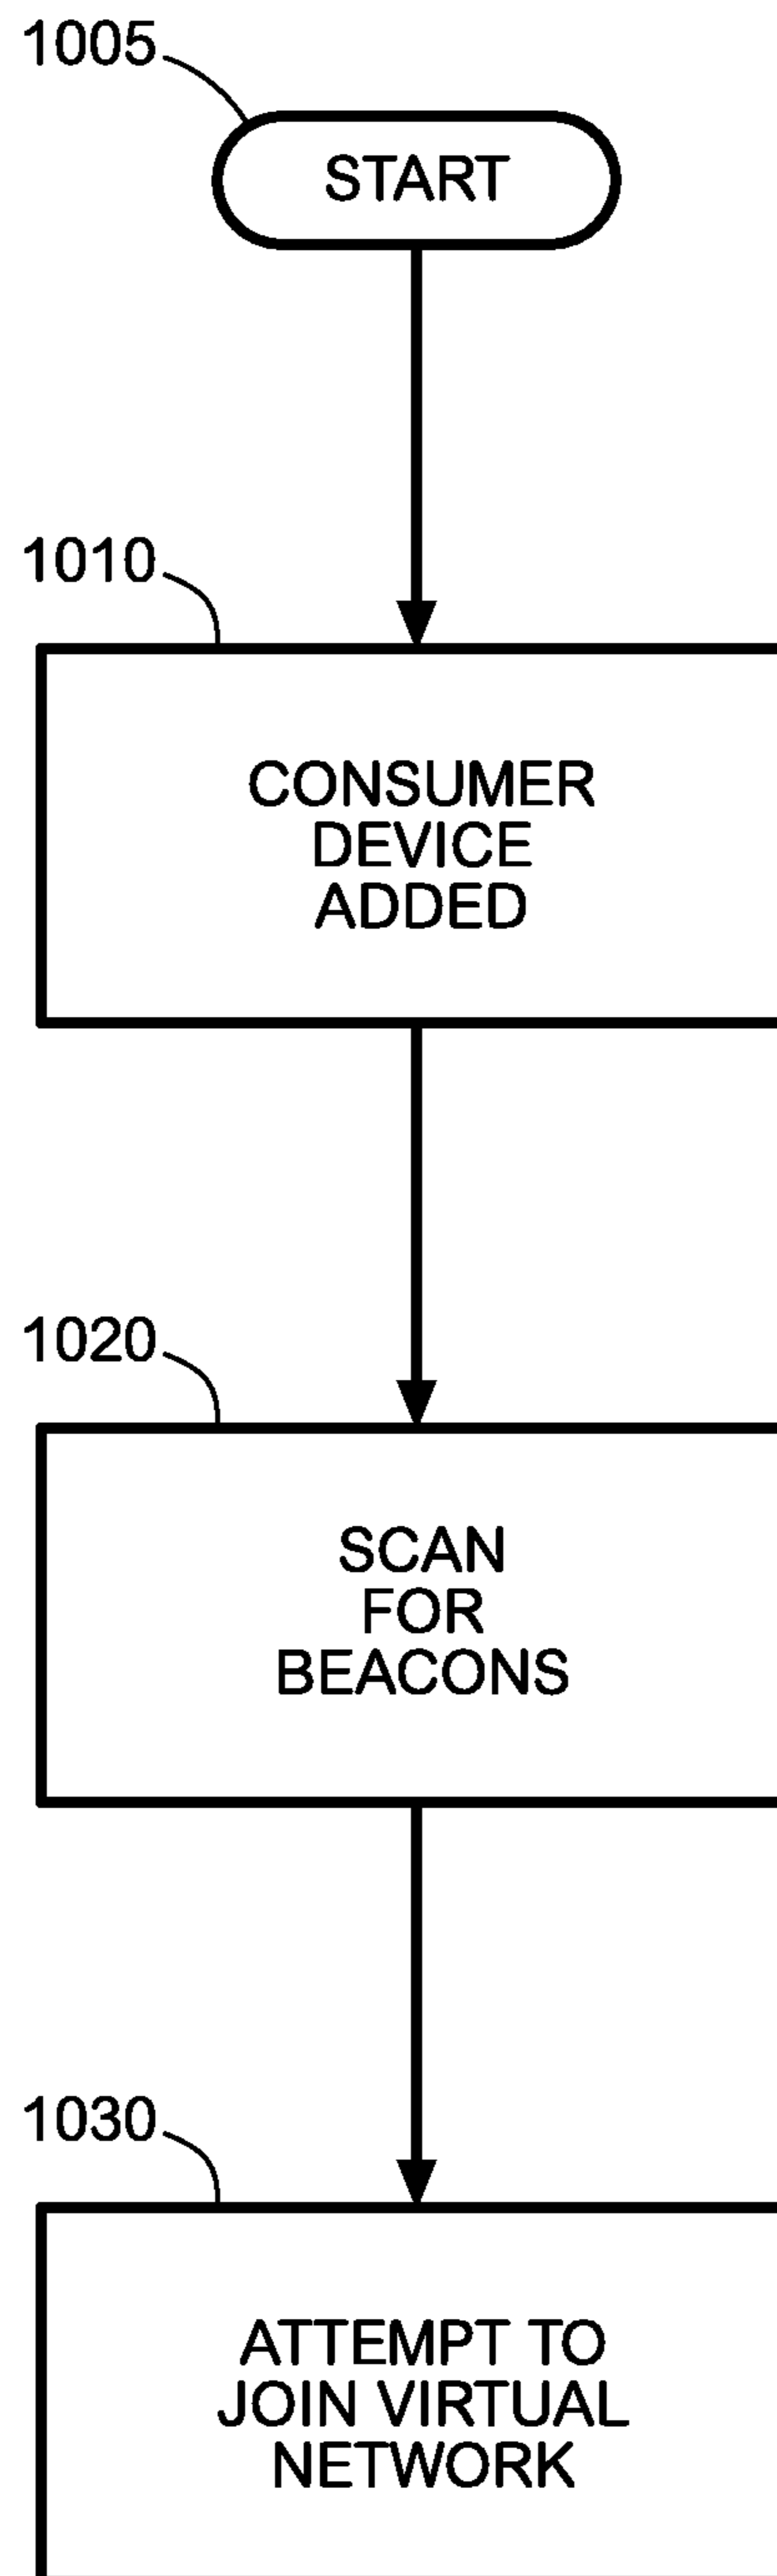 1005
START
1010
CONSUMER
DEVICE
ADDED
1020
SCAN
FOR
BEACONS
1030
ATTEMPT TO
JOIN VIRTUAL
NETWORK